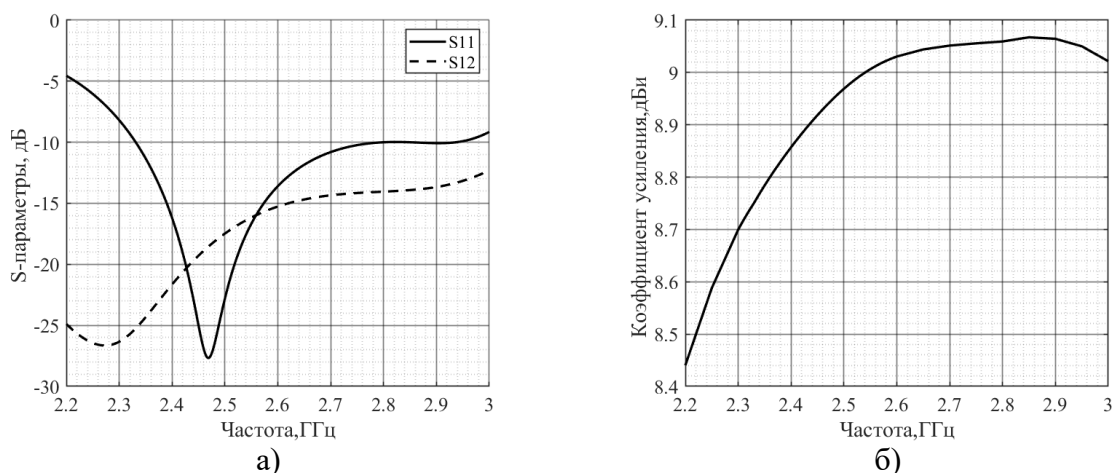 0
-5
-10
-15
-20
-25
-30
S-параметры, дБ
S11
S12
2.2 2.3 2.4 2.5 2.6 2.7 2.8 2.9 3
Частота,ГГц
а)
9.1
9
8.9
8.8
8.7
8.6
8.5
8.4
Коэффициент усиления,дБи
2.2 2.3 2.4 2.5 2.6 2.7 2.8 2.9 3
Частота,ГГц
б)